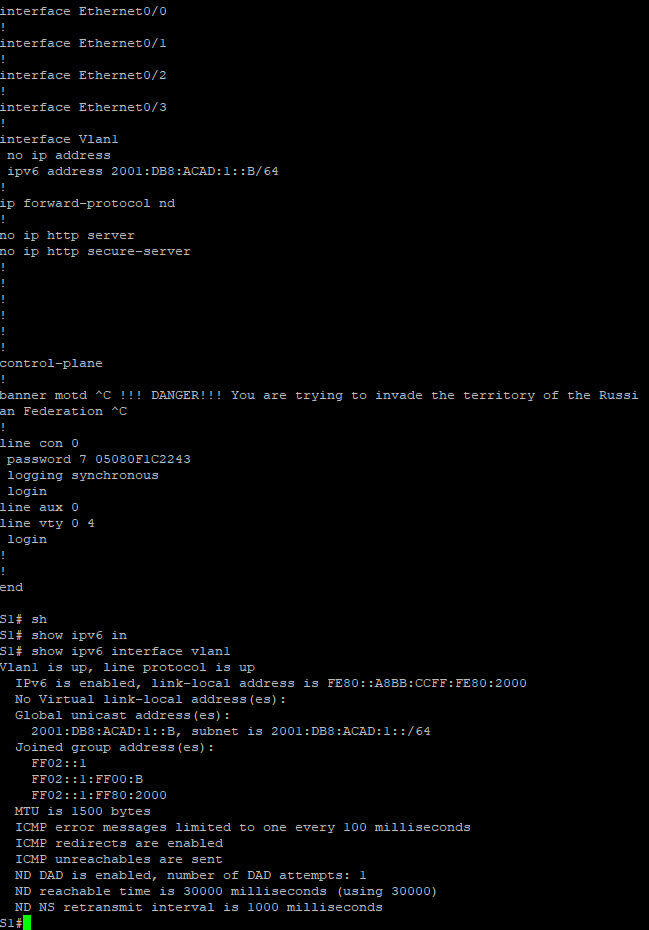 interface Ethernet0/0
!
interface Ethernet0/1
!
interface Ethernet0/2
!
interface Ethernet0/3
!
interface Vlan1
 no ip address
 ipv6 address 2001:DB8:ACAD:1::B/64
!
ip forward-protocol nd
!
no ip http server
no ip http secure-server
!
!
!
!
!
!
control-plane
!
banner motd ^C !!! DANGER!!! You are trying to invade the territory of the Russi
an Federation ^C
!
line con 0
 password 7 05080F1C2243
 logging synchronous
 login
line aux 0
line vty 0 4
 login
!
!
end

S1# sh
S1# show ipv6 in
S1# show ipv6 interface vlan1
Vlan1 is up, line protocol is up
  IPv6 is enabled, link-local address is FE80::A8BB:CCFF:FE80:2000
  No Virtual link-local address(es):
  Global unicast address(es):
    2001:DB8:ACAD:1::B, subnet is 2001:DB8:ACAD:1::/64
  Joined group address(es):
    FF02::1
    FF02::1:FF00:B
    FF02::1:FF80:2000
  MTU is 1500 bytes
  ICMP error messages limited to one every 100 milliseconds
  ICMP redirects are enabled
  ICMP unreachables are sent
  ND DAD is enabled, number of DAD attempts: 1
  ND reachable time is 30000 milliseconds (using 30000)
  ND NS retransmit interval is 1000 milliseconds
S1#